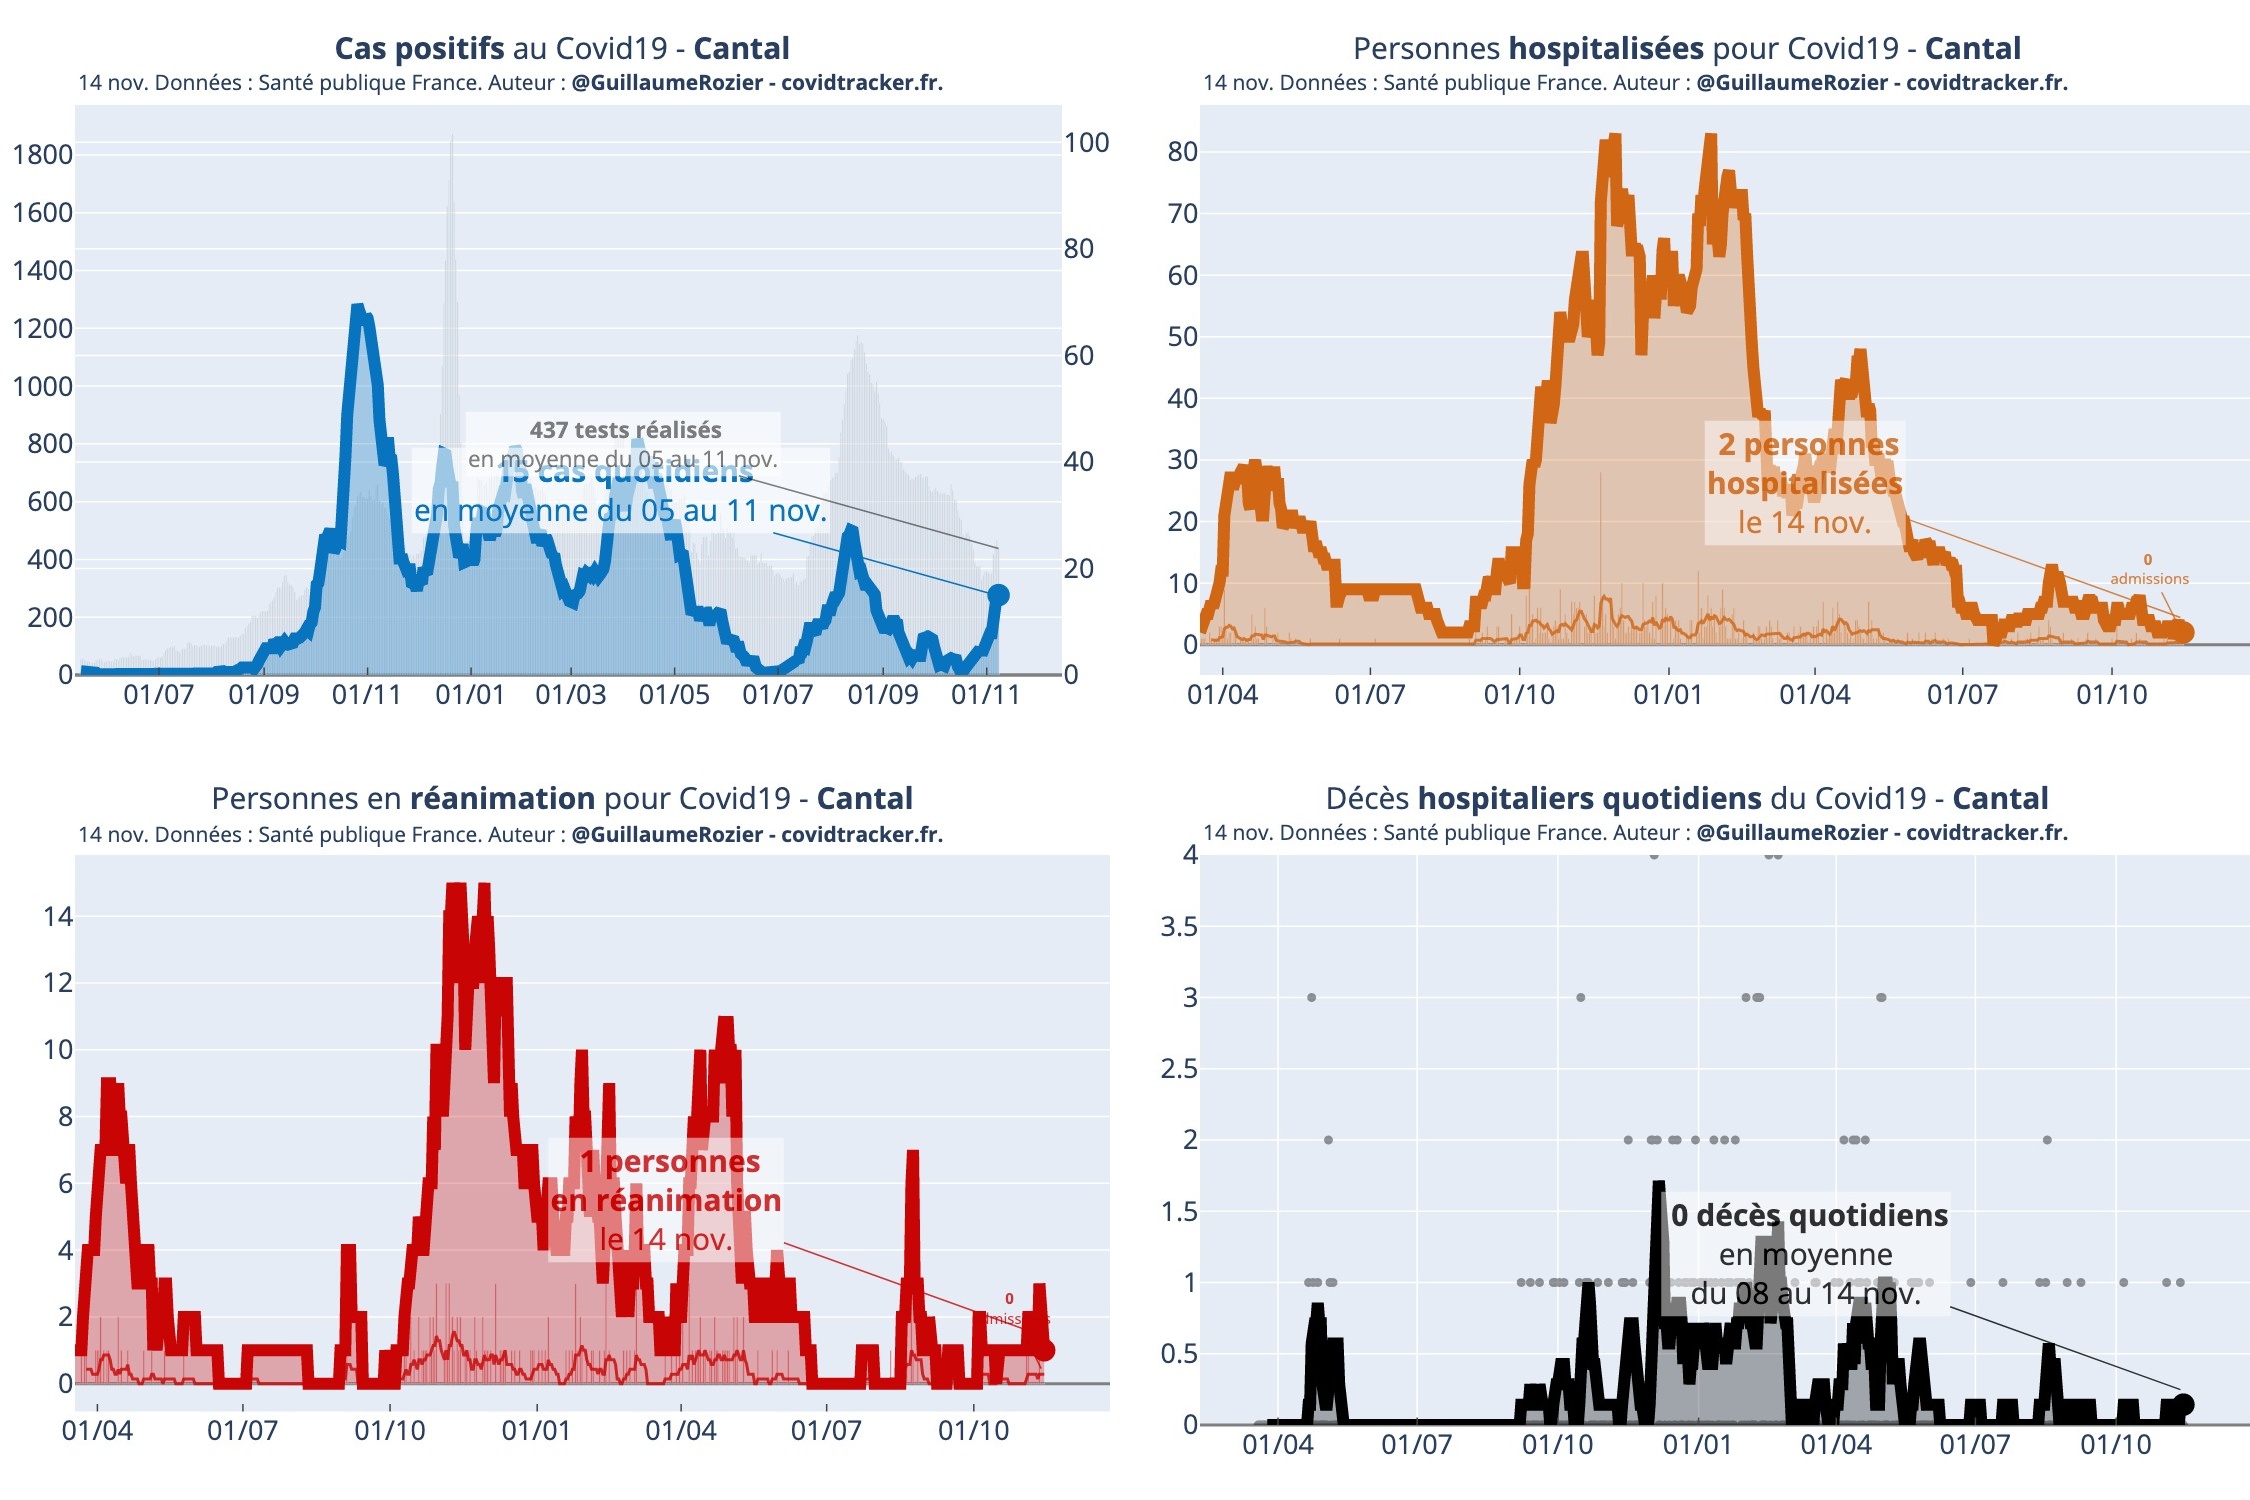 Cas positifs au Covid19 - Cantal
14 nov. Données : Santé publique France. Auteur : @GuillaumeRozier - covidtracker.fr.
1800
1600
1400
1200
1000
800
600
400
200
0
100
80
60
40
20
0
437 tests réalisés
en moyenne du 05 au 11 nov.
15 cas quotidiens
en moyenne du 05 au 11 nov.
01/07 01/09 01/11 01/01 01/03 01/05 01/07 01/09 01/11
Personnes hospitalisées pour Covid19 - Cantal
14 nov. Données : Santé publique France. Auteur : @GuillaumeRozier - covidtracker.fr.
80
70
60
50
40
30
20
10
0
2 personnes
hospitalisées
le 14 nov.
0
admissions
01/04 01/07 01/10 01/01 01/04 01/07 01/10
Personnes en réanimation pour Covid19 - Cantal
14 nov. Données : Santé publique France. Auteur : @GuillaumeRozier - covidtracker.fr.
14
12
10
8
6
4
2
0
1 personnes
en réanimation
le 14 nov.
0
admissions
01/04 01/07 01/10 01/01 01/04 01/07 01/10
Décès hospitaliers quotidiens du Covid19 - Cantal
14 nov. Données : Santé publique France. Auteur : @GuillaumeRozier - covidtracker.fr.
4
3.5
3
2.5
2
1.5
1
0.5
0
0 décès quotidiens
en moyenne
du 08 au 14 nov.
01/04 01/07 01/10 01/01 01/04 01/07 01/10